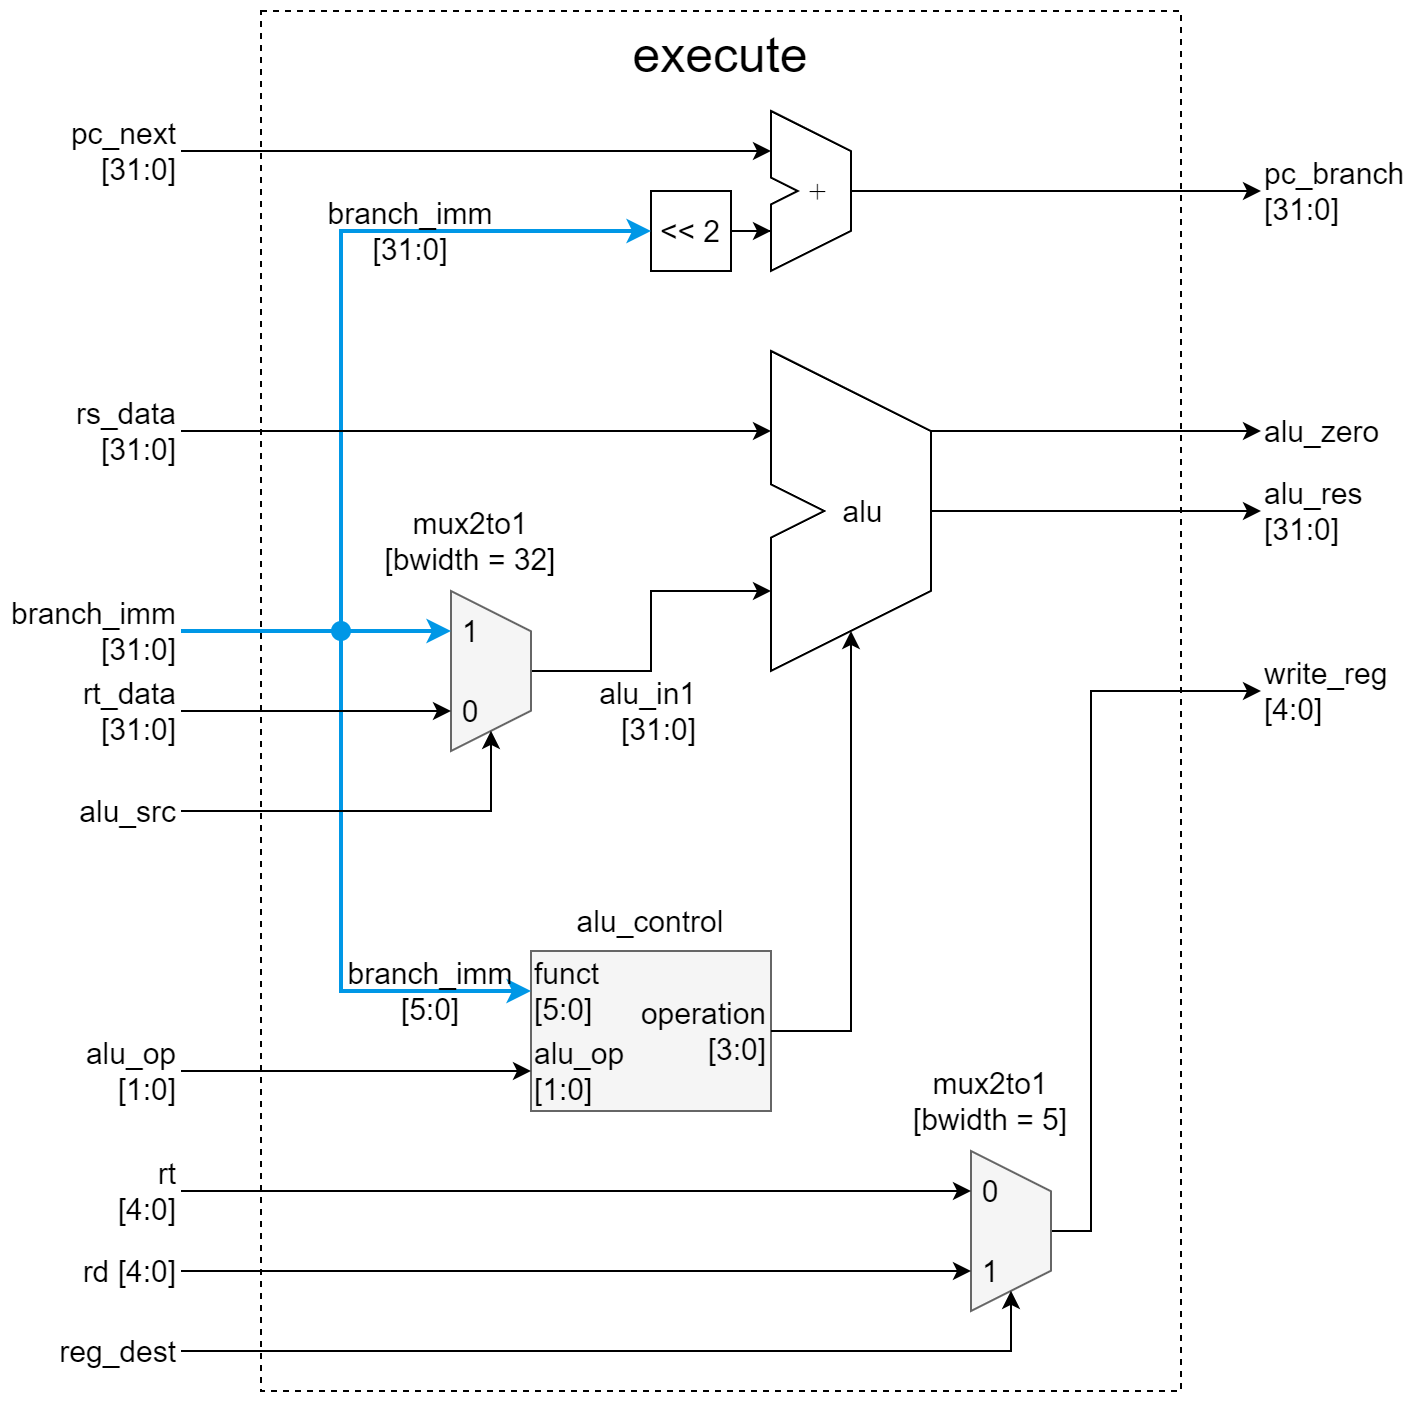 execute
pc_next
[31:0]
+
pc_branch
[31:0]
branch_imm
[31:0]
<< 2
rs_data
[31:0]
alu_zero
alu_res
[31:0]
alu
mux2to1
[bwidth = 32]
branch_imm
[31:0]
1
rt_data
[31:0]
0
alu_in1
[31:0]
write_reg
[4:0]
alu_src
alu_control
branch_imm
[5:0]
funct
[5:0]
operation
[3:0]
alu_op
[1:0]
alu_op
[1:0]
mux2to1
[bwidth = 5]
rt
[4:0]
0
rd [4:0]
1
reg_dest